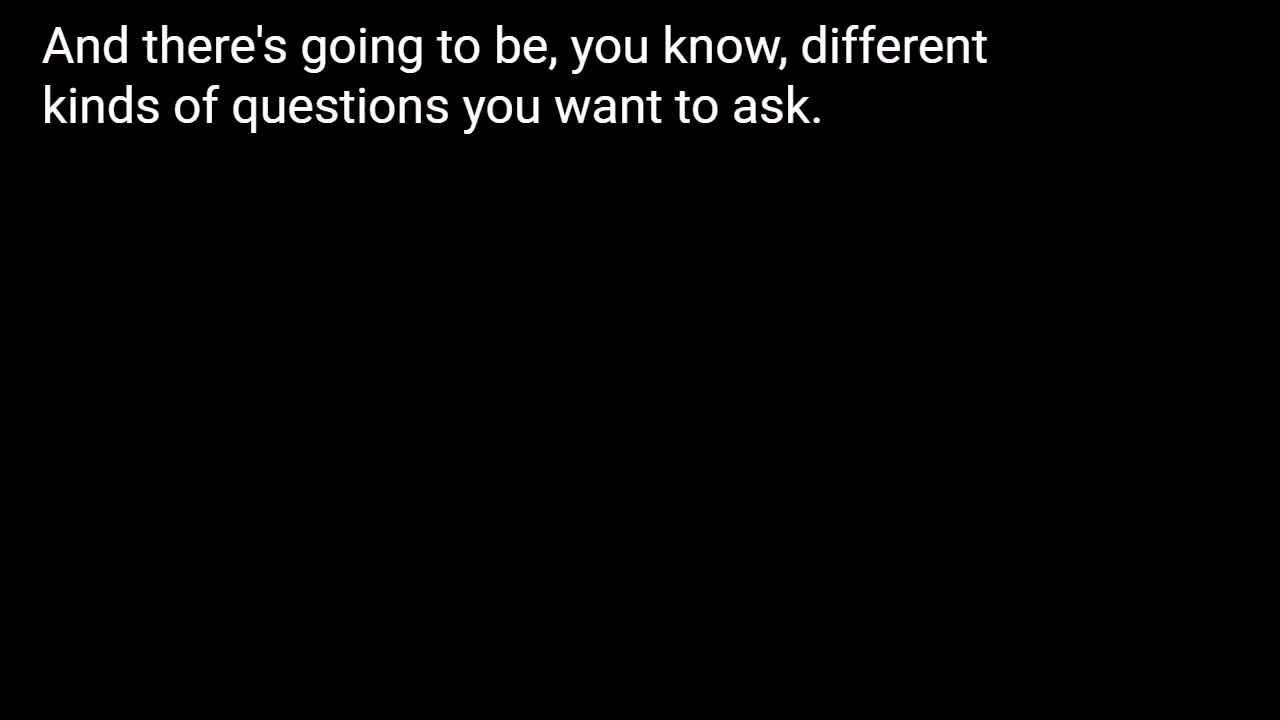 And there's going to be, you know, different
kinds of questions you want to ask.